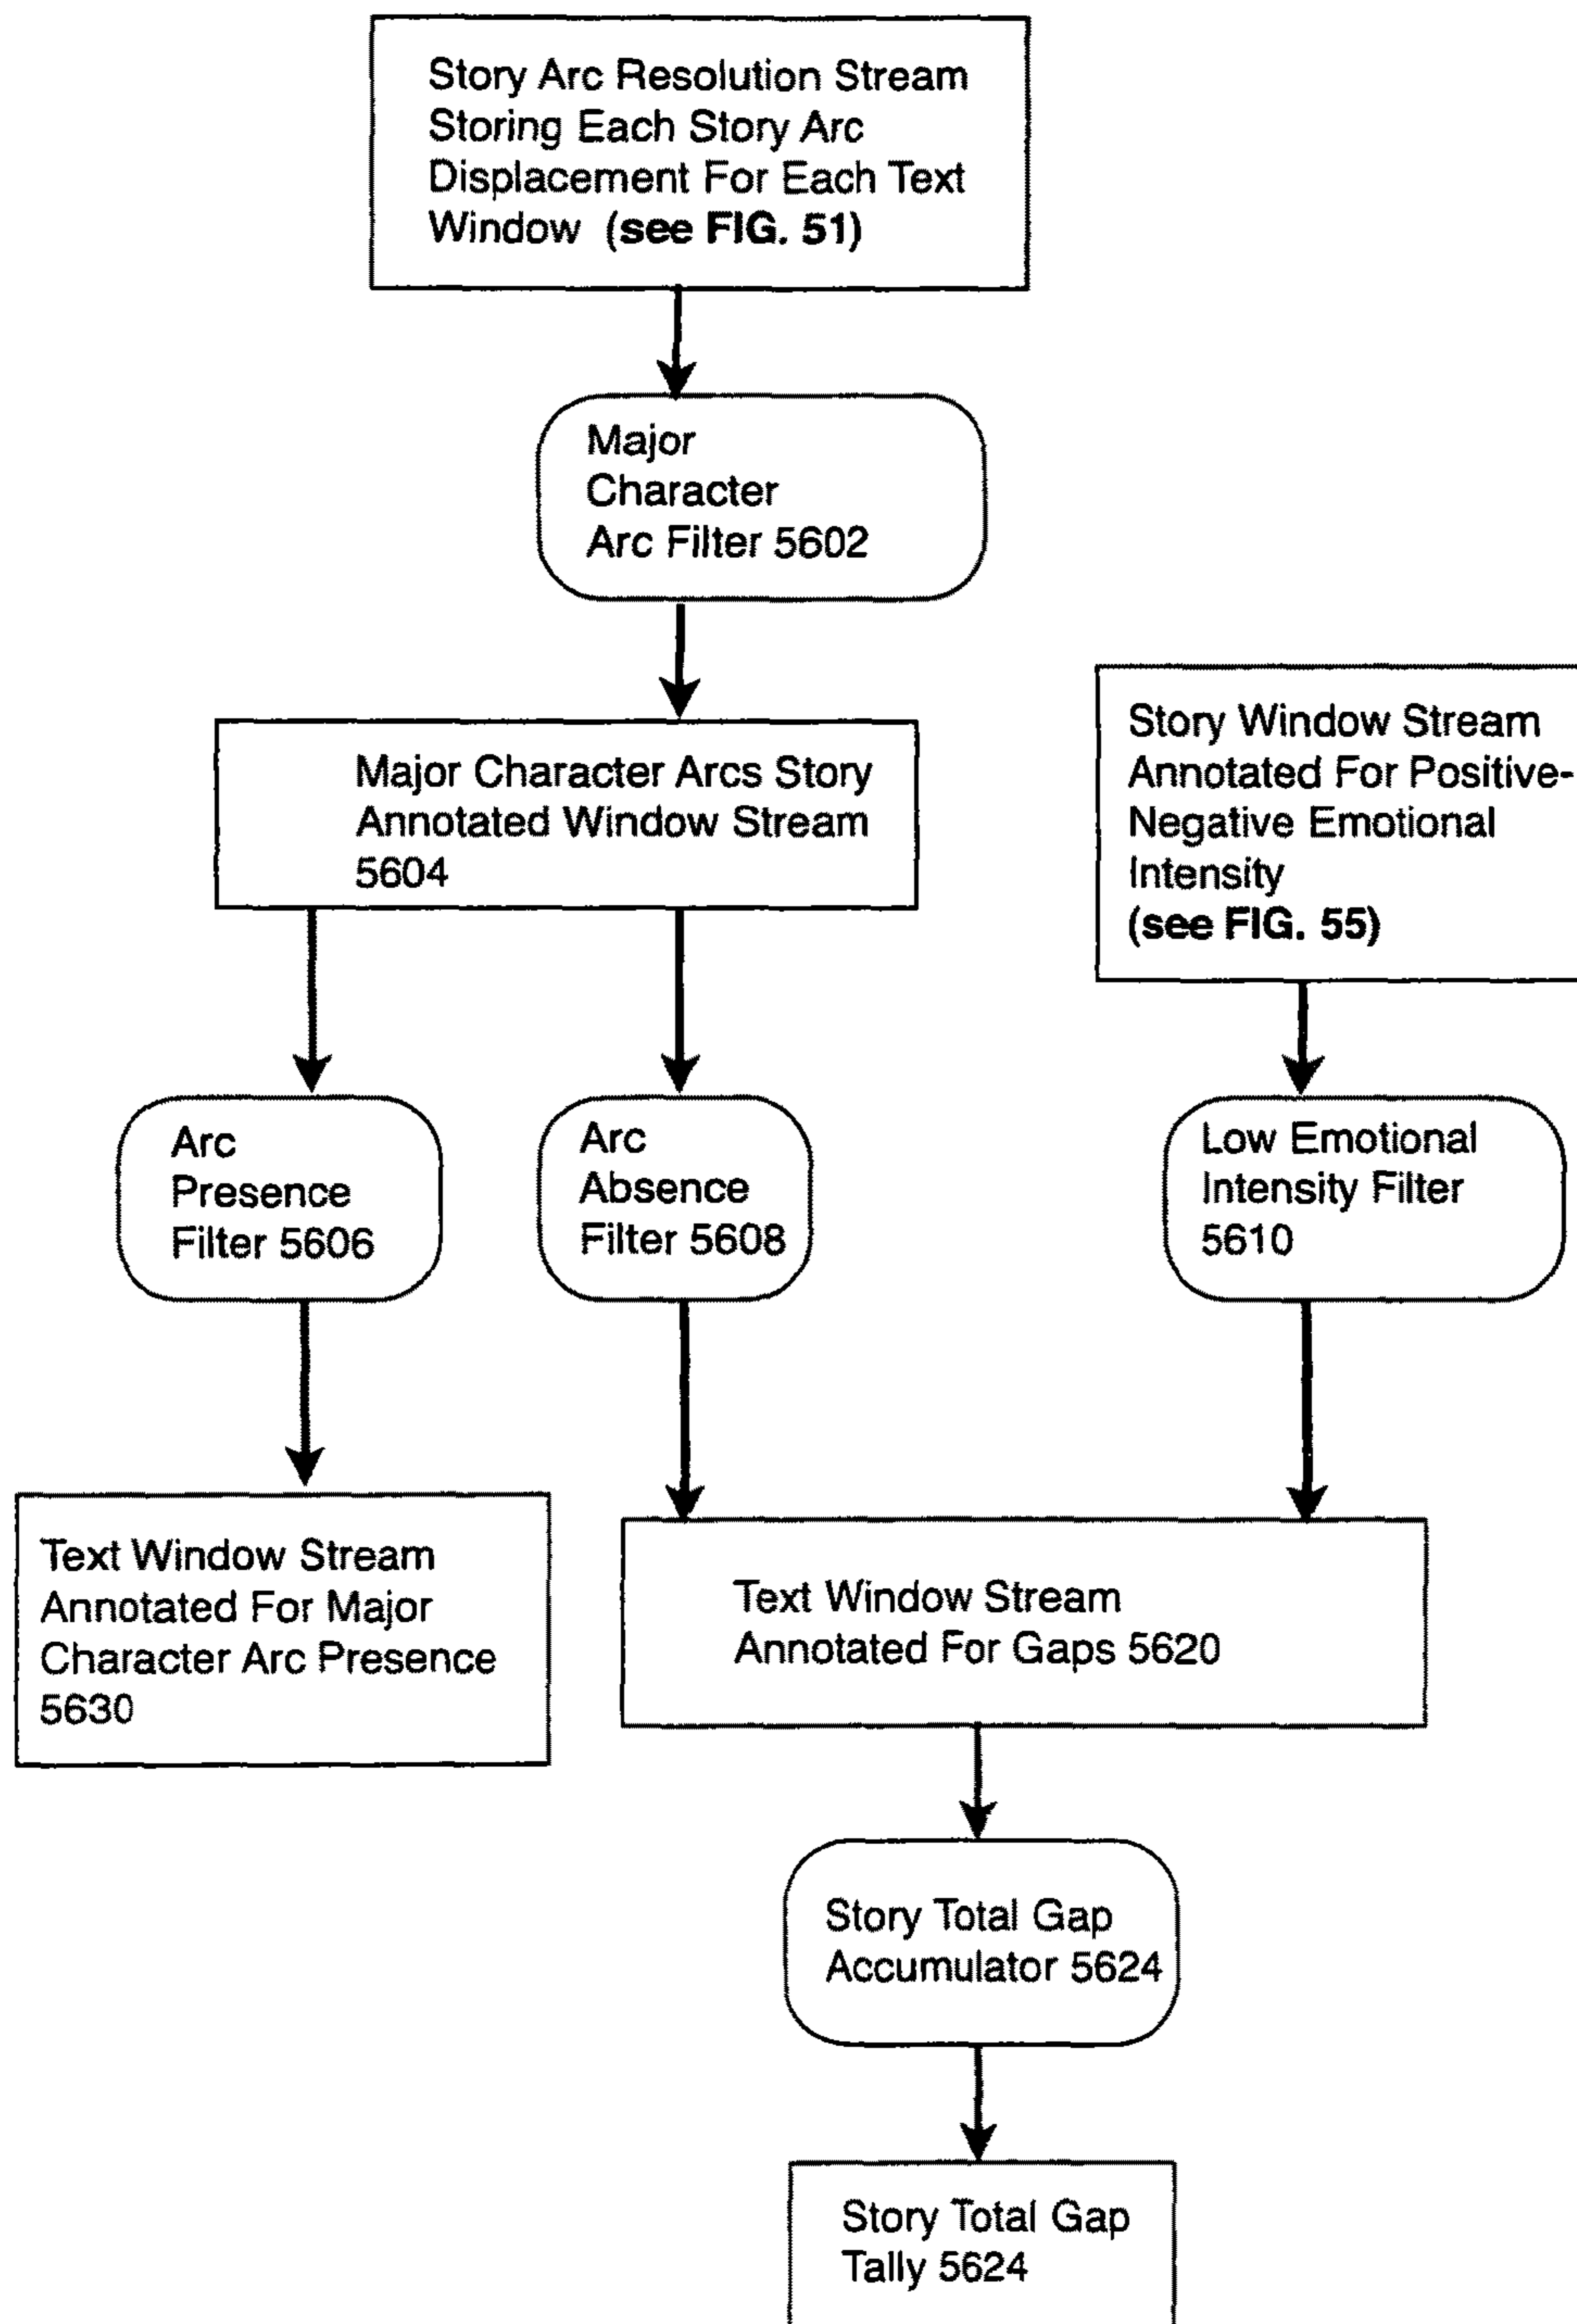 Story Arc Resolution Stream
Storing Each Story Arc
Displacement For Each Text
Window (see FIG. 51)
Major
Character
Arc Filter 5602
Major Character Arcs Story
Annotated Window Stream
5604
Story Window Stream
Annotated For Positive-
Negative Emotional
Intensity
(see FIG. 55)
Arc
Presence
Filter 5606
Arc
Absence
Filter 5608
Low Emotional
Intensity Filter
5610
Text Window Stream
Annotated For Major
Character Arc Presence
5630
Text Window Stream
Annotated For Gaps 5620
Story Total Gap
Accumulator 5624
Story Total Gap
Tally 5624